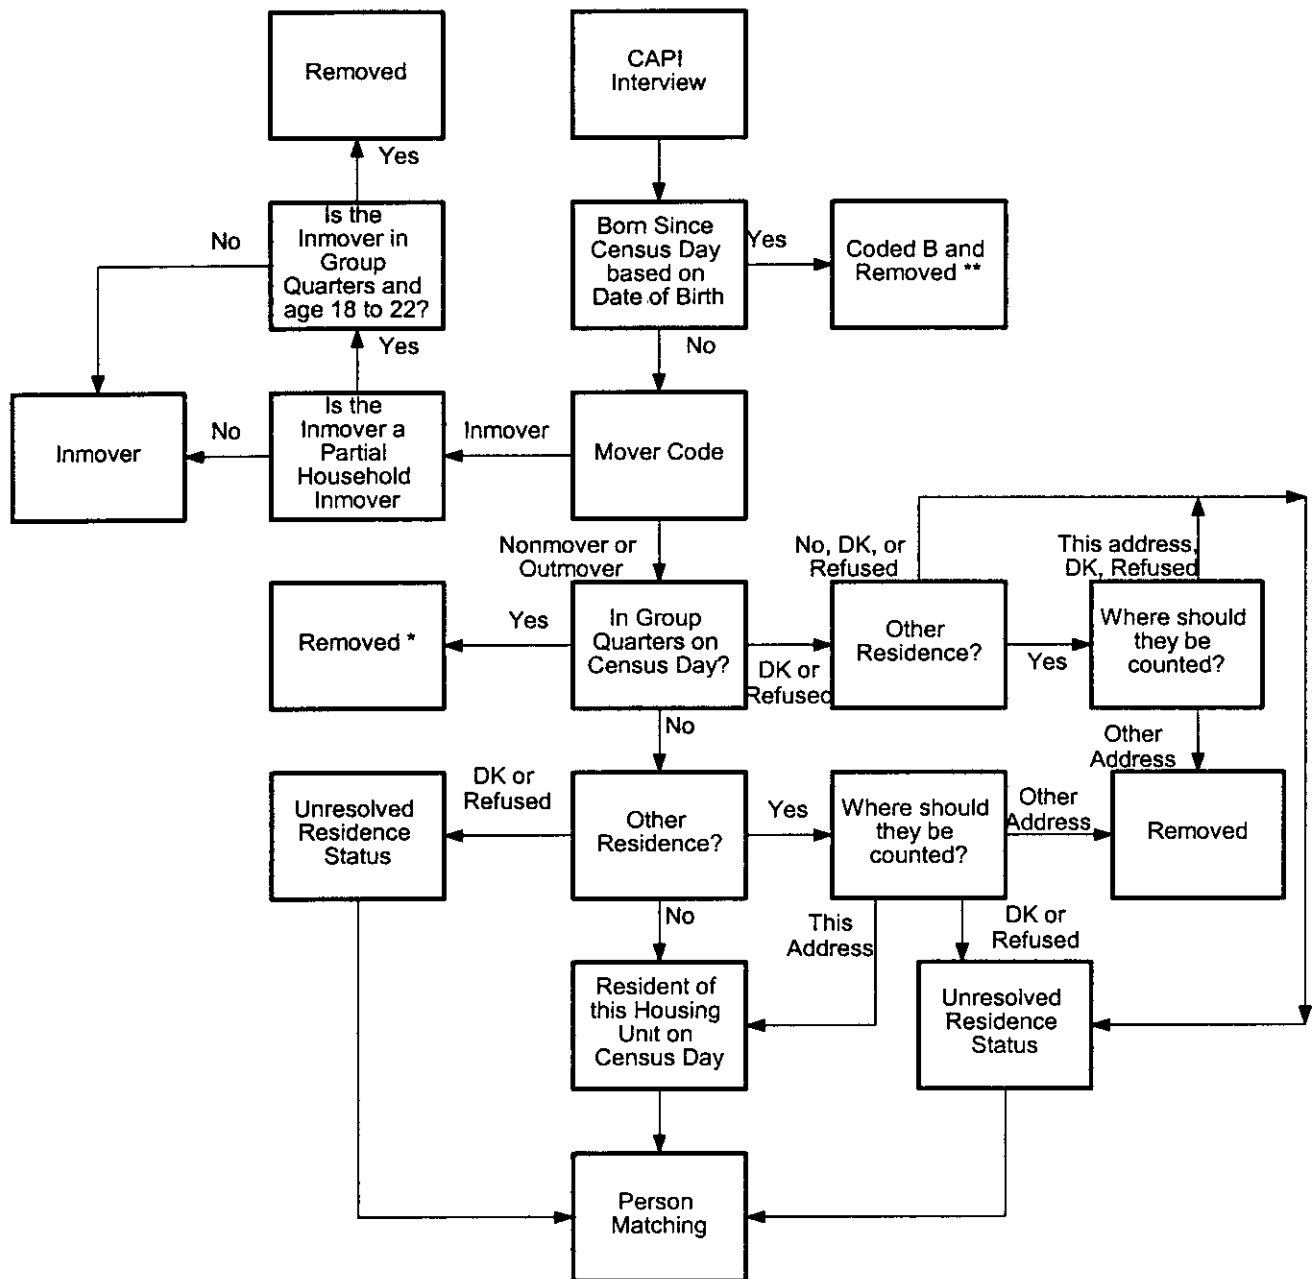 Removed
CAPI
Interview
Yes
Is the
Inmover in
Group
Quarters and
age 18 to 22?
No
Born Since
Census Day
based on
Date of Birth
Yes
Coded B and
Removed **
Yes
No
Inmover
No
Is the
Inmover a
Partial
Household
Inmover
Inmover
Mover Code
Nonmover or
Outmover
No, DK, or
Refused
This address,
DK, Refused
Removed *
Yes
In Group
Quarters on
Census Day?
DK or
Refused
Other
Residence?
Yes
Where should
they be
counted?
No
Other
Address
Unresolved
Residence
Status
DK or
Refused
Other
Residence?
Yes
Where should
they be
counted?
Other
Address
Removed
No
This
Address
DK or
Refused
Resident of
this Housing
Unit on
Census Day
Unresolved
Residence
Status
Person
Matching